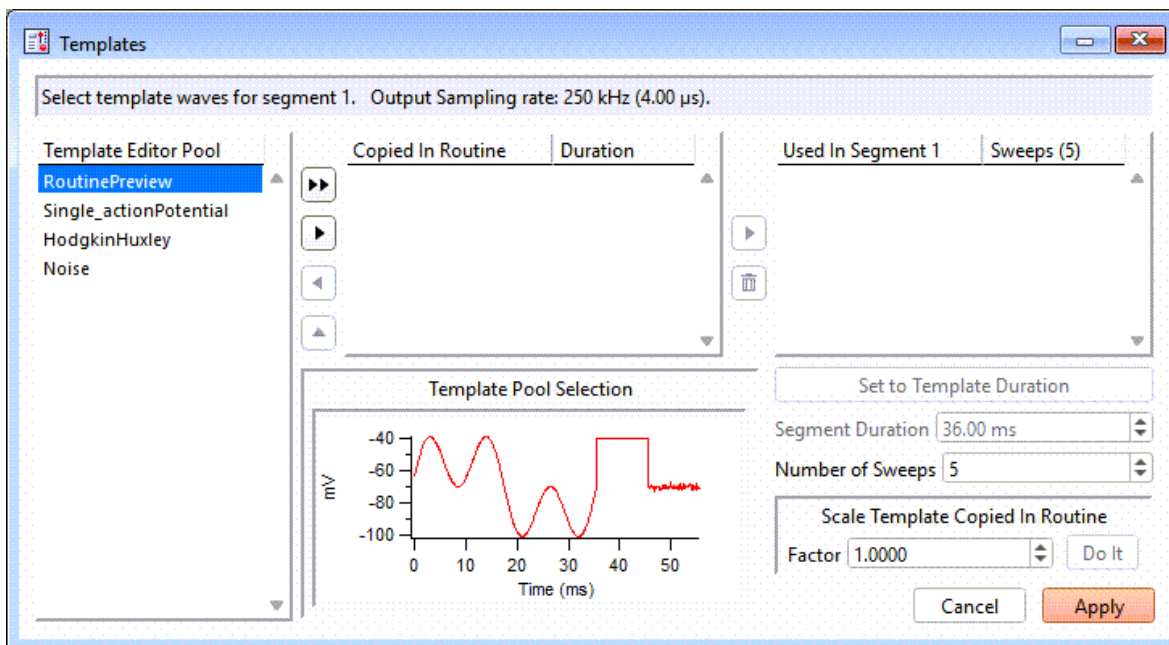 Templates
Select template waves for segment 1. Output Sampling rate: 250 kHz (4.00 µs).
Template Editor Pool
RoutinePreview
Single_actionPotential
HodgkinHuxley
Noise
Copied In Routine Duration
Used In Segment 1 Sweeps (5)
Template Pool Selection
mV
-40
-60
-80
-100
0 10 20 30 40 50
Time (ms)
Set to Template Duration
Segment Duration 36.00 ms
Number of Sweeps 5
Scale Template Copied In Routine
Factor 1.0000 Do It
Cancel Apply